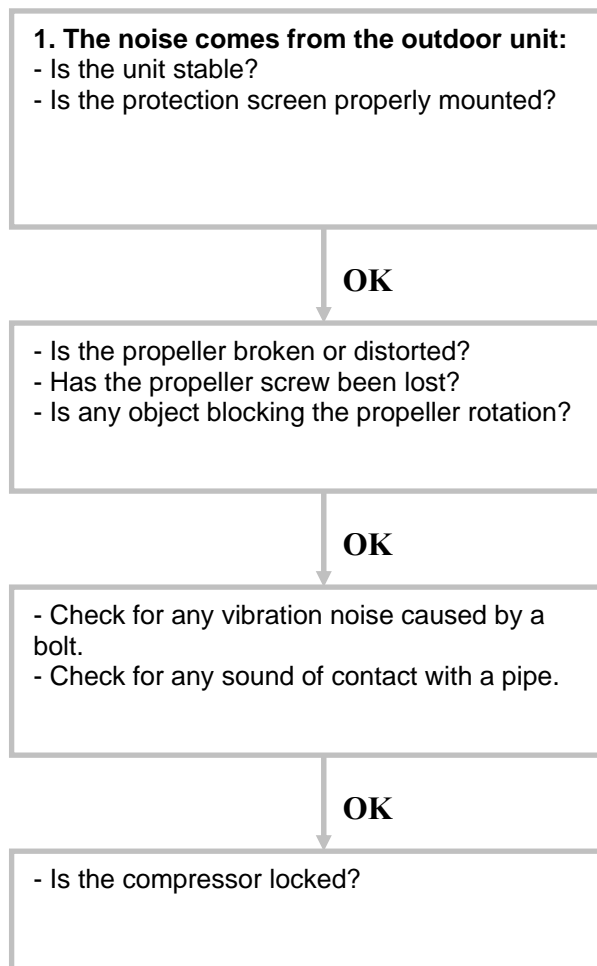 1. The noise comes from the outdoor unit:
- Is the unit stable?
- Is the protection screen properly mounted?
OK
- Is the propeller broken or distorted?
- Has the propeller screw been lost?
- Is any object blocking the propeller rotation?
OK
- Check for any vibration noise caused by a
bolt.
- Check for any sound of contact with a pipe.
OK
- Is the compressor locked?